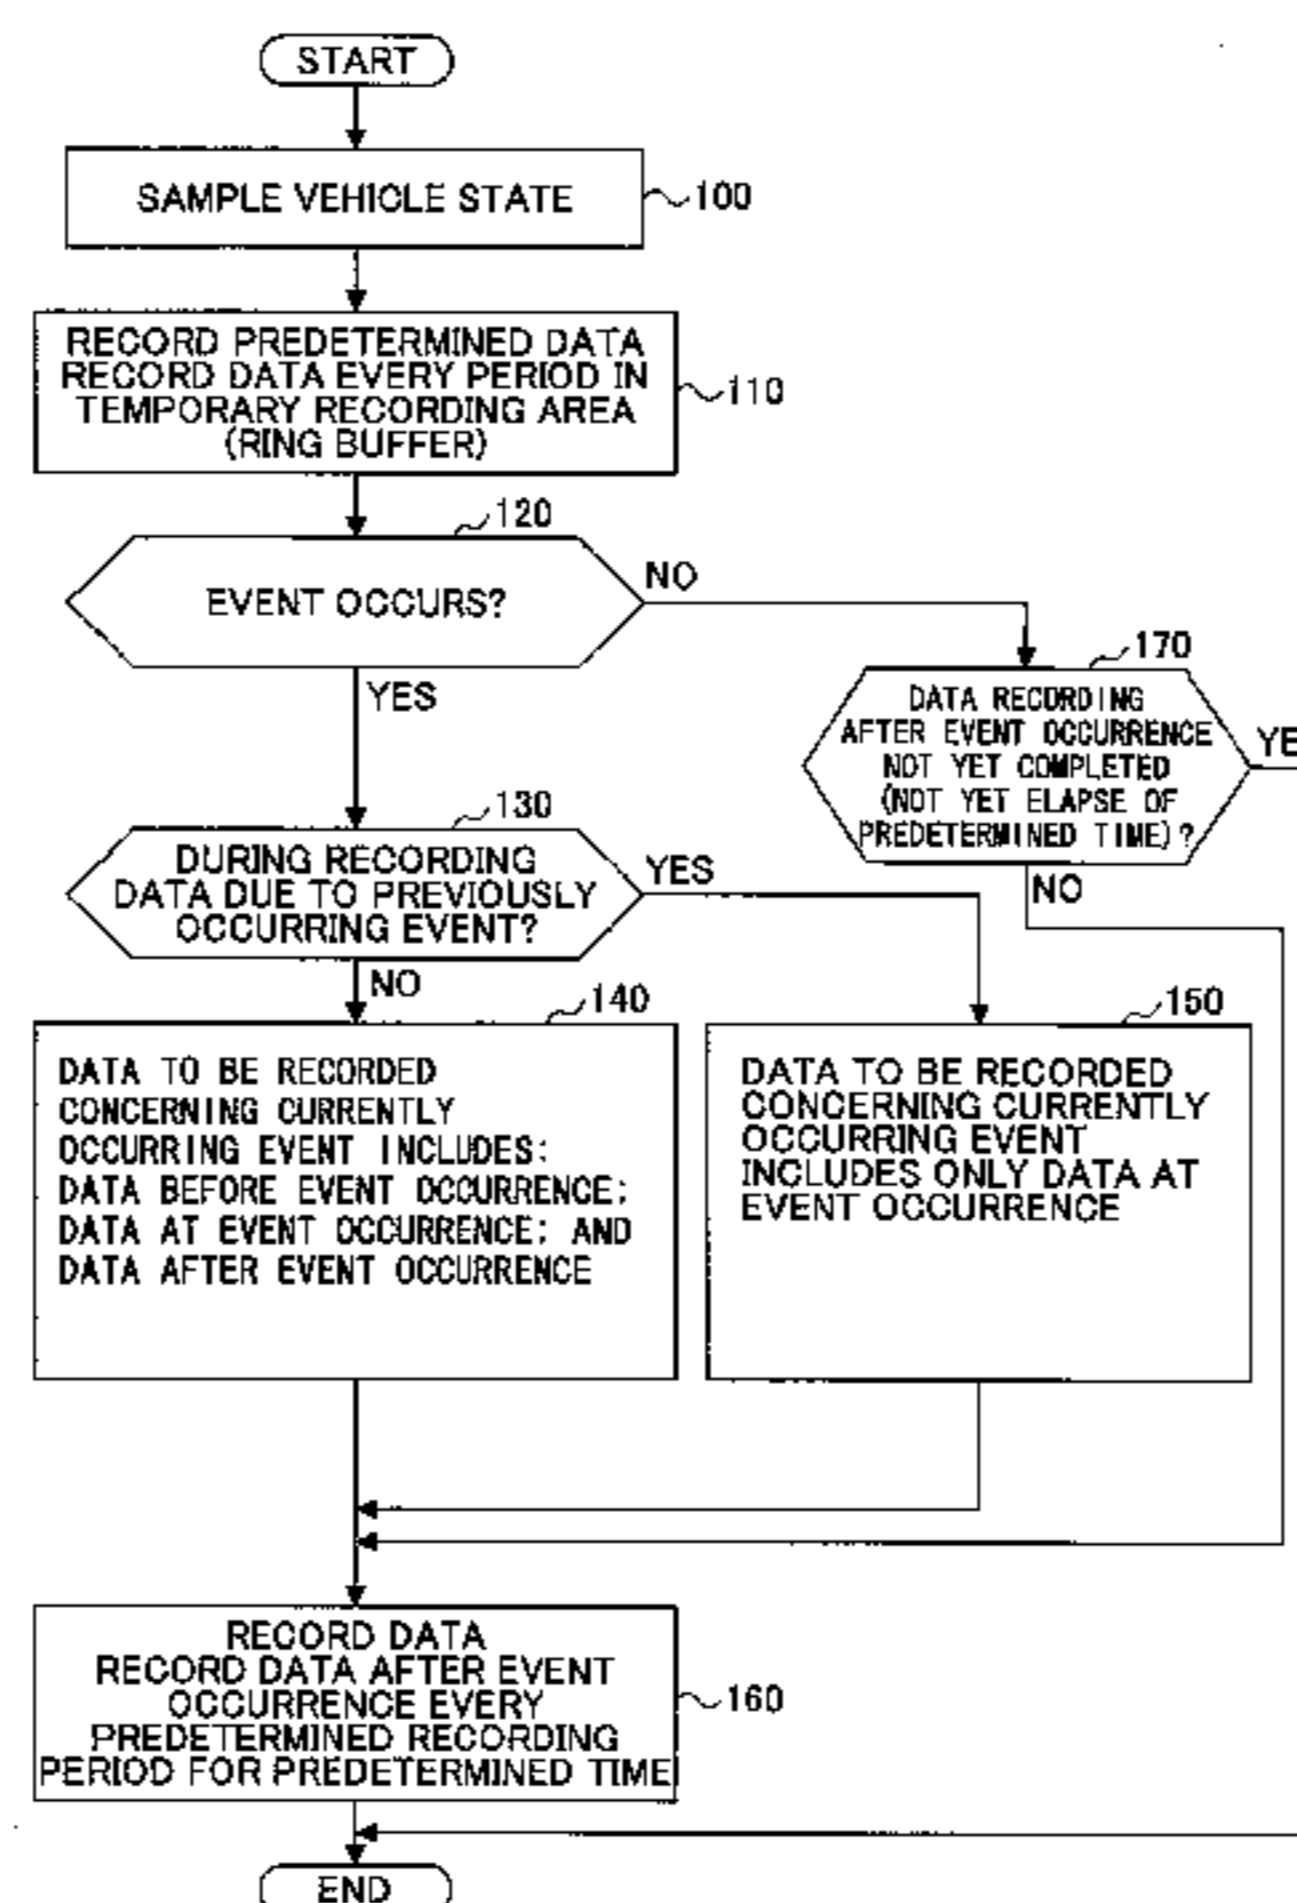 START
SAMPLE VEHICLE STATE
100
RECORD PREDETERMINED DATA
RECORD DATA EVERY PERIOD IN
TEMPORARY RECORDING AREA
(RING BUFFER)
110
120
EVENT OCCURS?
NO
YES
170
DATA RECORDING
AFTER EVENT OCCURRENCE
NOT YET COMPLETED
(NOT YET ELAPSE OF
PREDETERMINED TIME)?
YE
NO
130
DURING RECORDING
DATA DUE TO PREVIOUSLY
OCCURRING EVENT?
YES
NO
140
DATA TO BE RECORDED
CONCERNING CURRENTLY
OCCURRING EVENT INCLUDES:
DATA BEFORE EVENT OCCURRENCE;
DATA AT EVENT OCCURRENCE; AND
DATA AFTER EVENT OCCURRENCE
150
DATA TO BE RECORDED
CONCERNING CURRENTLY
OCCURRING EVENT
INCLUDES ONLY DATA AT
EVENT OCCURRENCE
RECORD DATA
RECORD DATA AFTER EVENT
OCCURRENCE EVERY
PREDETERMINED RECORDING
PERIOD FOR PREDETERMINED TIME
160
END